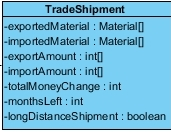 TradeShipment
-exportedMaterial : Material[]
-importedMaterial : Material[]
-exportAmount : int[]
-importAmount : int[]
-totalMoneyChange : int
-monthsLeft : int
-longDistanceShipment : boolean